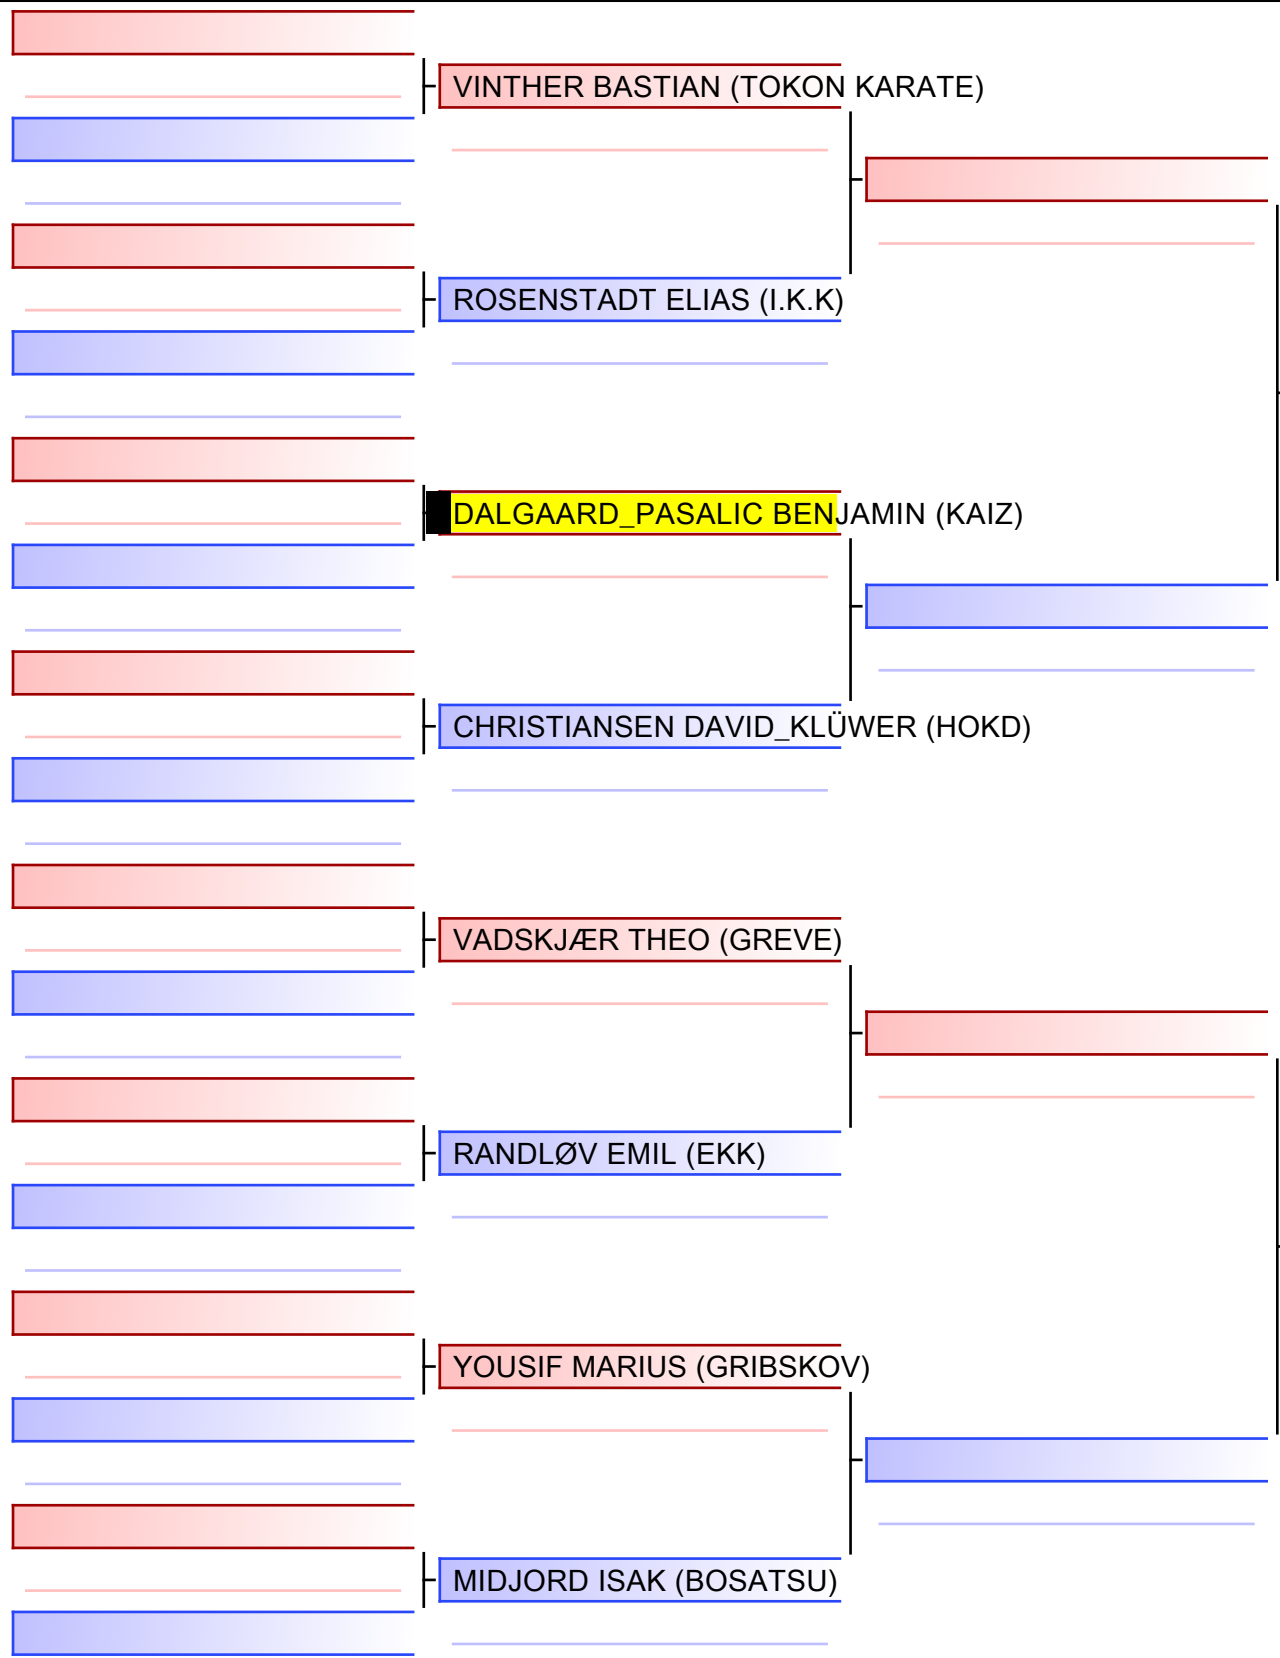 VINTHER BASTIAN (TOKON KARATE)
ROSENSTADT ELIAS (I.K.K)
DALGAARD_PASALIC BENJAMIN (KAIZ)
CHRISTIANSEN DAVID_KLÜWER (HOKD)
VADSKJÆR THEO (GREVE)
RANDLØV EMIL (EKK)
YOUSIF MARIUS (GRIBSKOV)
MIDJORD ISAK (BOSATSU)